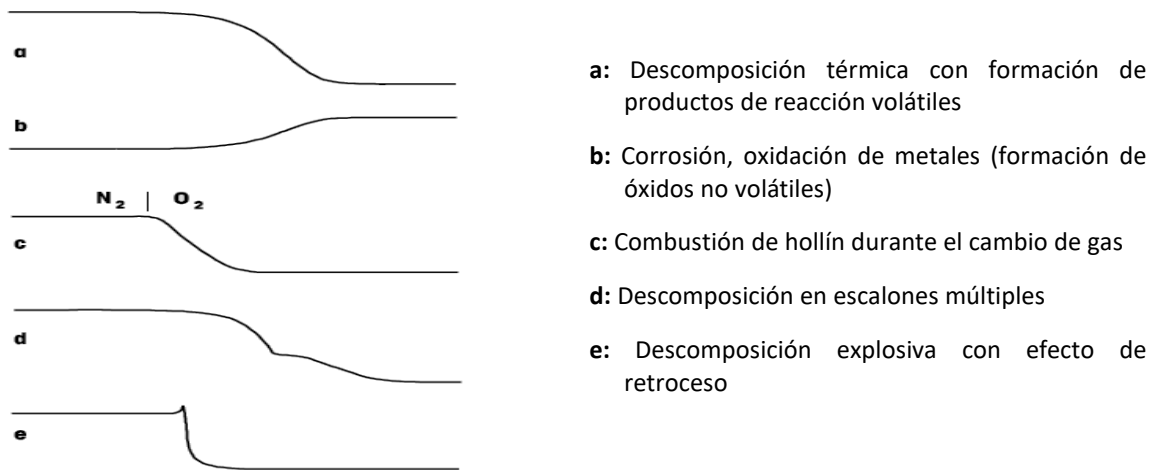 a
b
N₂ | O₂
c
d
e
a: Descomposición térmica con formación de
productos de reacción volátiles
b: Corrosión, oxidación de metales (formación de
óxidos no volátiles)
c: Combustión de hollín durante el cambio de gas
d: Descomposición en escalones múltiples
e: Descomposición explosiva con efecto de
retroceso